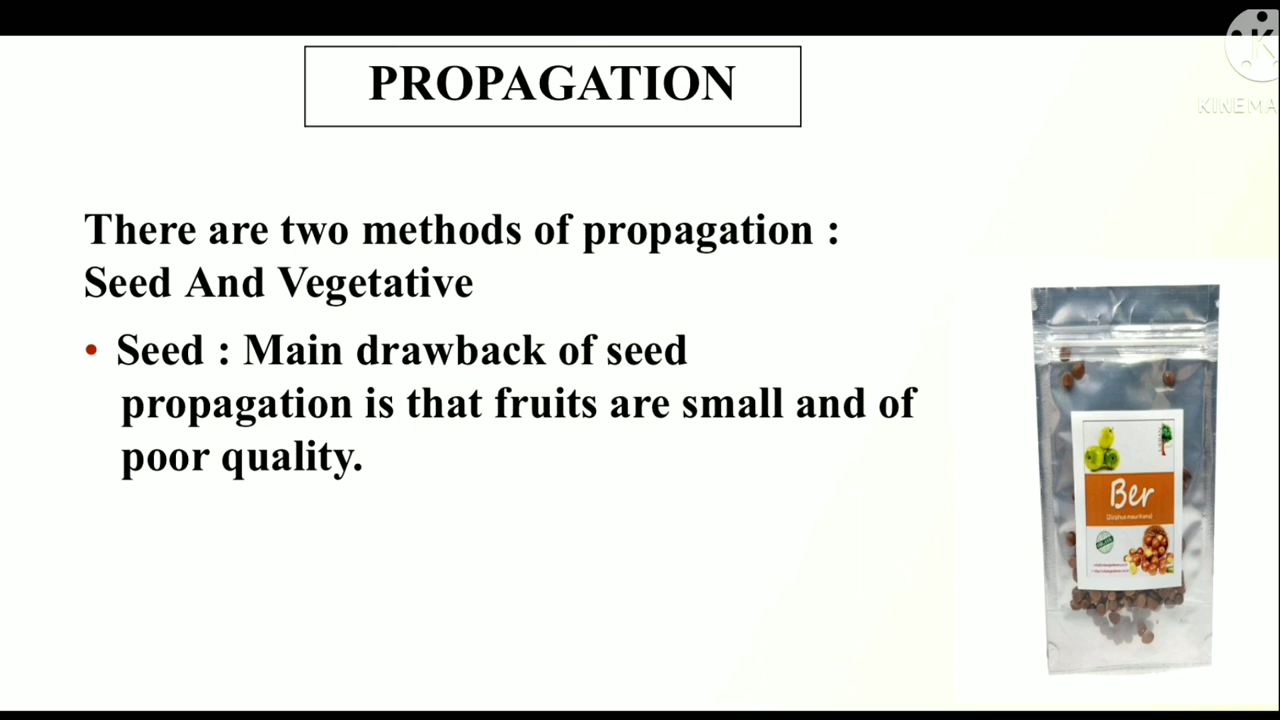 PROPAGATION
KINEMA
There are two methods of propagation :
Seed And Vegetative
• Seed : Main drawback of seed
propagation is that fruits are small and of
poor quality.
Ber